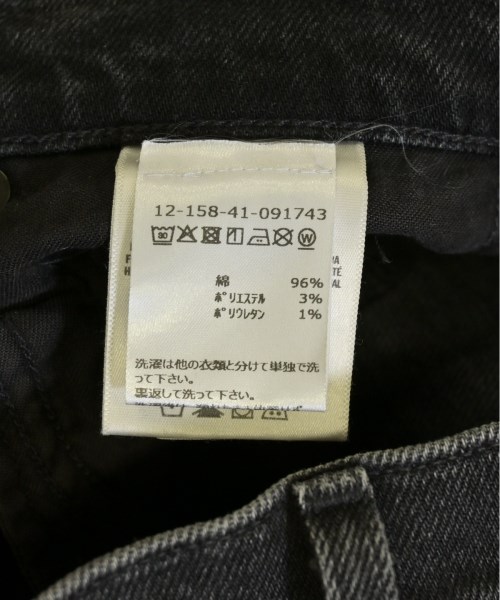 12-158-41-091743
綿 96%
ポリエステル 3%
ポリウレタン 1%
洗濯は他の衣類と分けて単独で洗
って下さい。
裏返して洗って下さい。